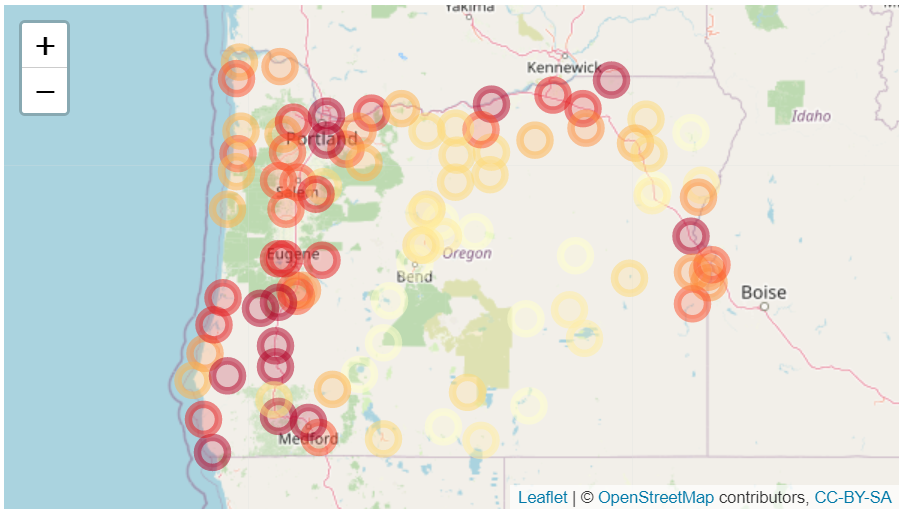 Yakima
+
−
Kennewick
Idaho
Portland
Salem
Eugene
Oregon
Bend
Boise
Medford
Leaflet | © OpenStreetMap contributors, CC-BY-SA